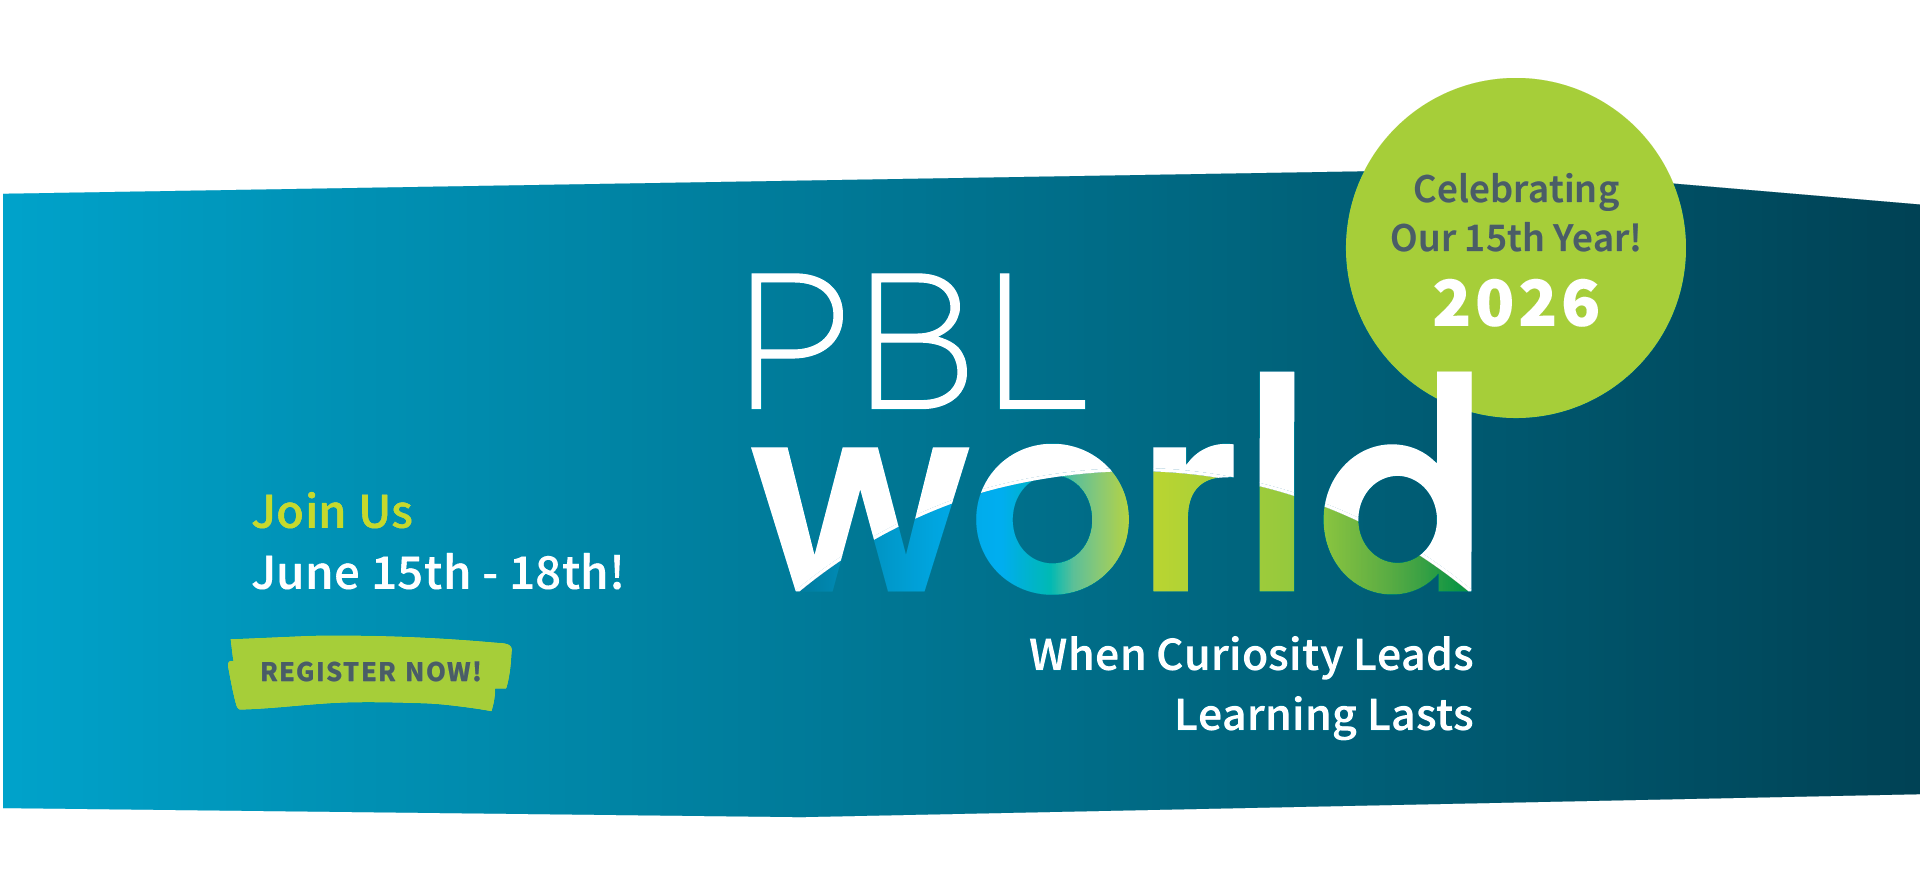 Celebrating
Our 15th Year!
2026
PBL
world
Join Us
June 15th - 18th!
REGISTER NOW!
When Curiosity Leads
Learning Lasts